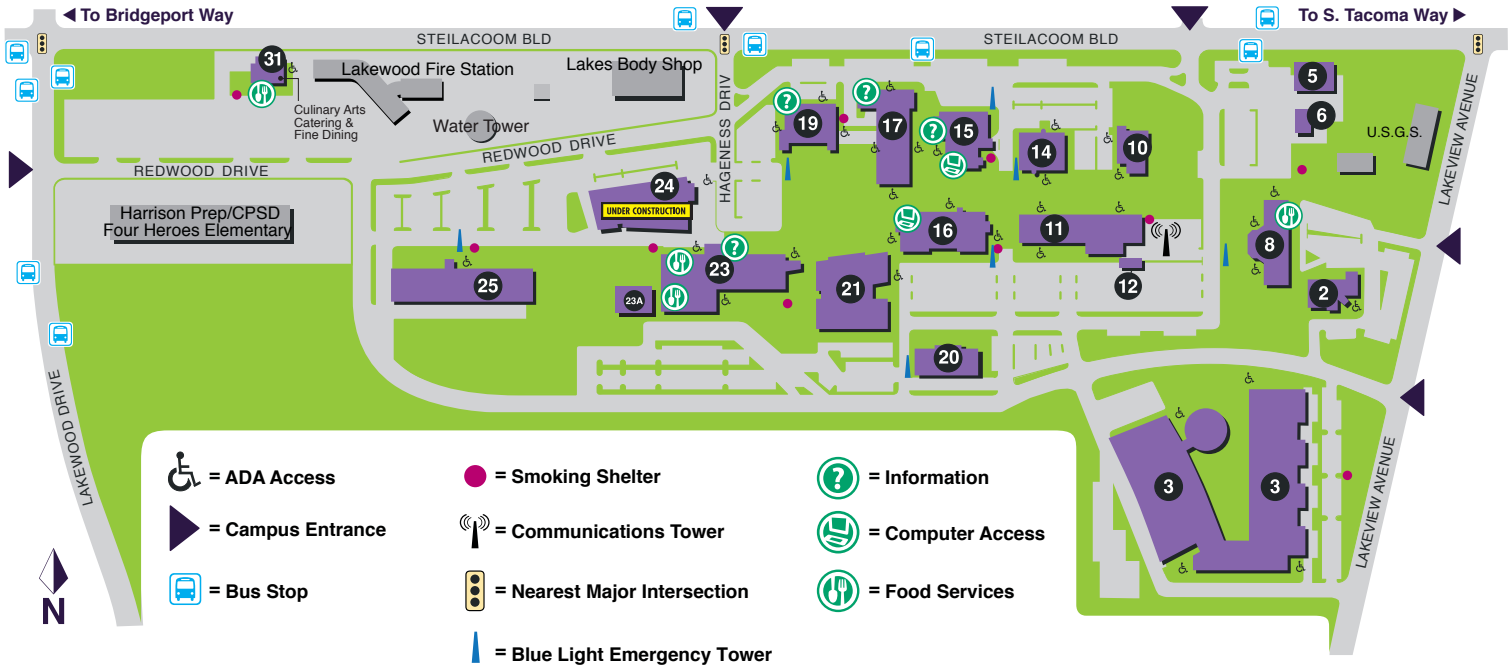 To Bridgeport Way
To S. Tacoma Way
STEILACOOM BLD
STEILACOOM BLD
31
Lakewood Fire Station
Lakes Body Shop
Culinary Arts
Catering &
Fine Dining
Water Tower
HAGENESS DRIV
REDWOOD DRIVE
REDWOOD DRIVE
19
17
15
14
10
5
6
U.S.G.S.
LAKEVIEW AVENUE
Harrison Prep/CPSD
Four Heroes Elementary
24
UNDER CONSTRUCTION
16
11
8
25
23
23A
21
12
2
20
LAKEWOOD DRIVE
3
3
LAKEVIEW AVENUE
= ADA Access
= Campus Entrance
= Bus Stop
= Smoking Shelter
= Communications Tower
= Nearest Major Intersection
= Blue Light Emergency Tower
? = Information
= Computer Access
= Food Services
?
?
?
?
N